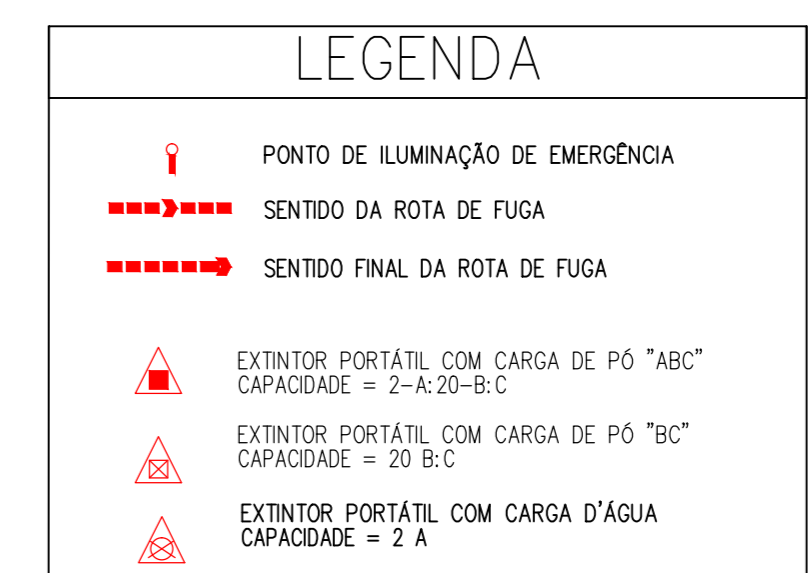 LEGENDA
PONTO DE ILUMINAÇÃO DE EMERGÊNCIA
SENTIDO DA ROTA DE FUGA
SENTIDO FINAL DA ROTA DE FUGA
EXTINTOR PORTÁTIL COM CARGA DE PÓ "ABC"
CAPACIDADE = 2-A:20-B:C
EXTINTOR PORTÁTIL COM CARGA DE PÓ "BC"
CAPACIDADE = 20 B:C
EXTINTOR PORTÁTIL COM CARGA D'ÁGUA
CAPACIDADE = 2 A